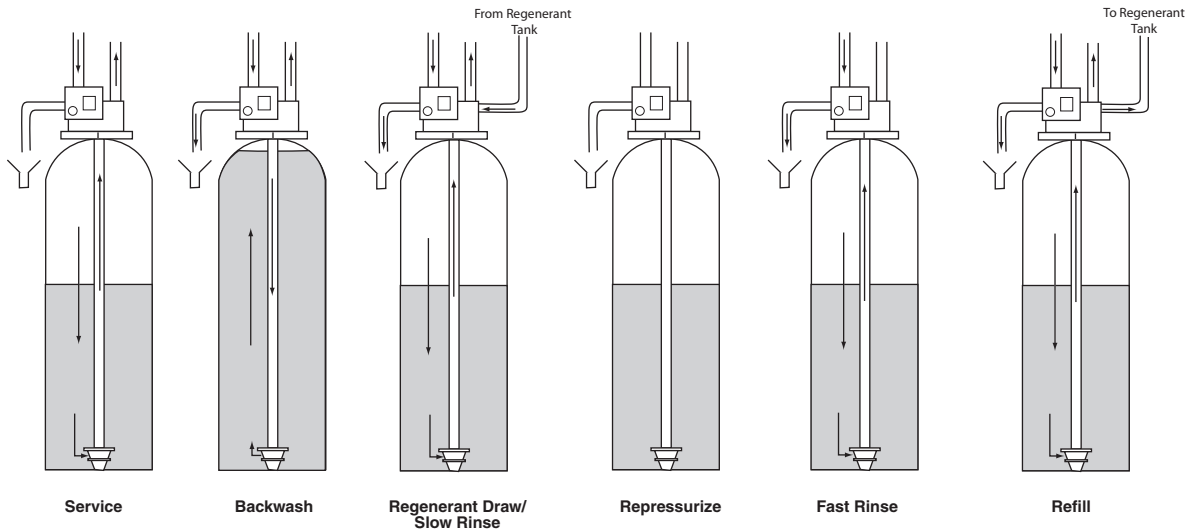 From Regenerant
Tank
To Regenerant
Tank
Service
Backwash
Regenerant Draw/
Slow Rinse
Repressurize
Fast Rinse
Refill